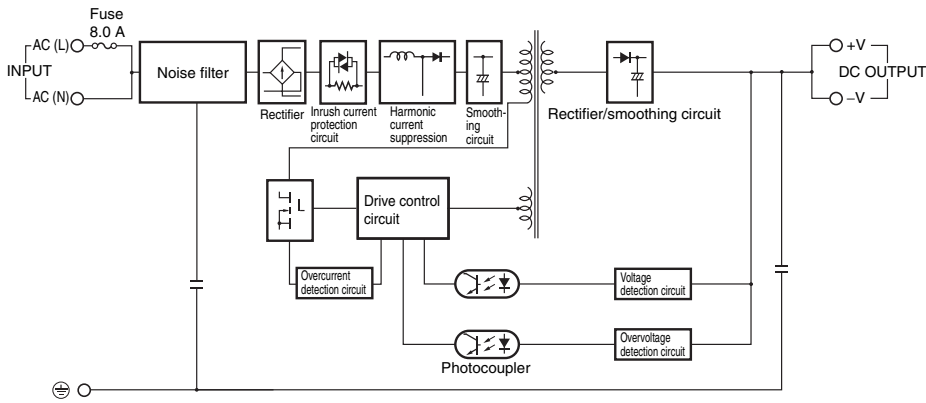 Fuse
8.0 A
AC (L)
INPUT
AC (N)
Noise filter
Rectifier
Inrush current
protection
circuit
Harmonic
current
suppression
Smooth-
ing
circuit
Rectifier/smoothing circuit
+V
DC OUTPUT
–V
Drive control
circuit
Overcurrent
detection circuit
Voltage
detection circuit
Overvoltage
detection circuit
Photocoupler